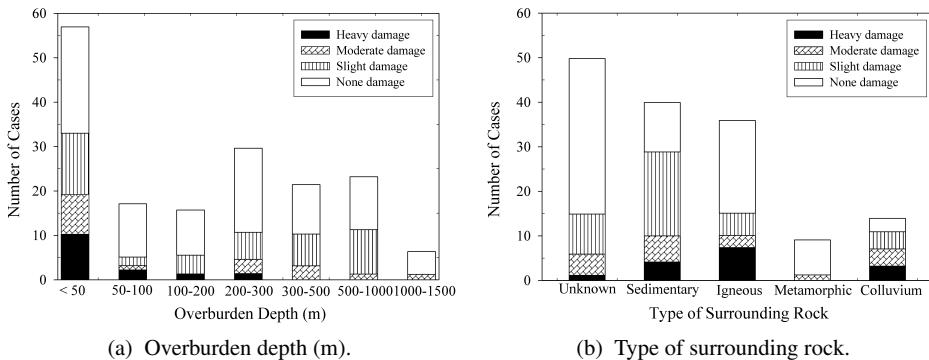 60
50
40
30
20
10
0
Number of Cases
Heavy damage
Moderate damage
Slight damage
None damage
< 50 50-100 100-200 200-300 300-500 500-1000 1000-1500
Overburden Depth (m)
(a) Overburden depth (m).
60
50
40
30
20
10
0
Number of Cases
Heavy damage
Moderate damage
Slight damage
None damage
Unknown Sedimentary Igneous Metamorphic Colluvium
Type of Surrounding Rock
(b) Type of surrounding rock.